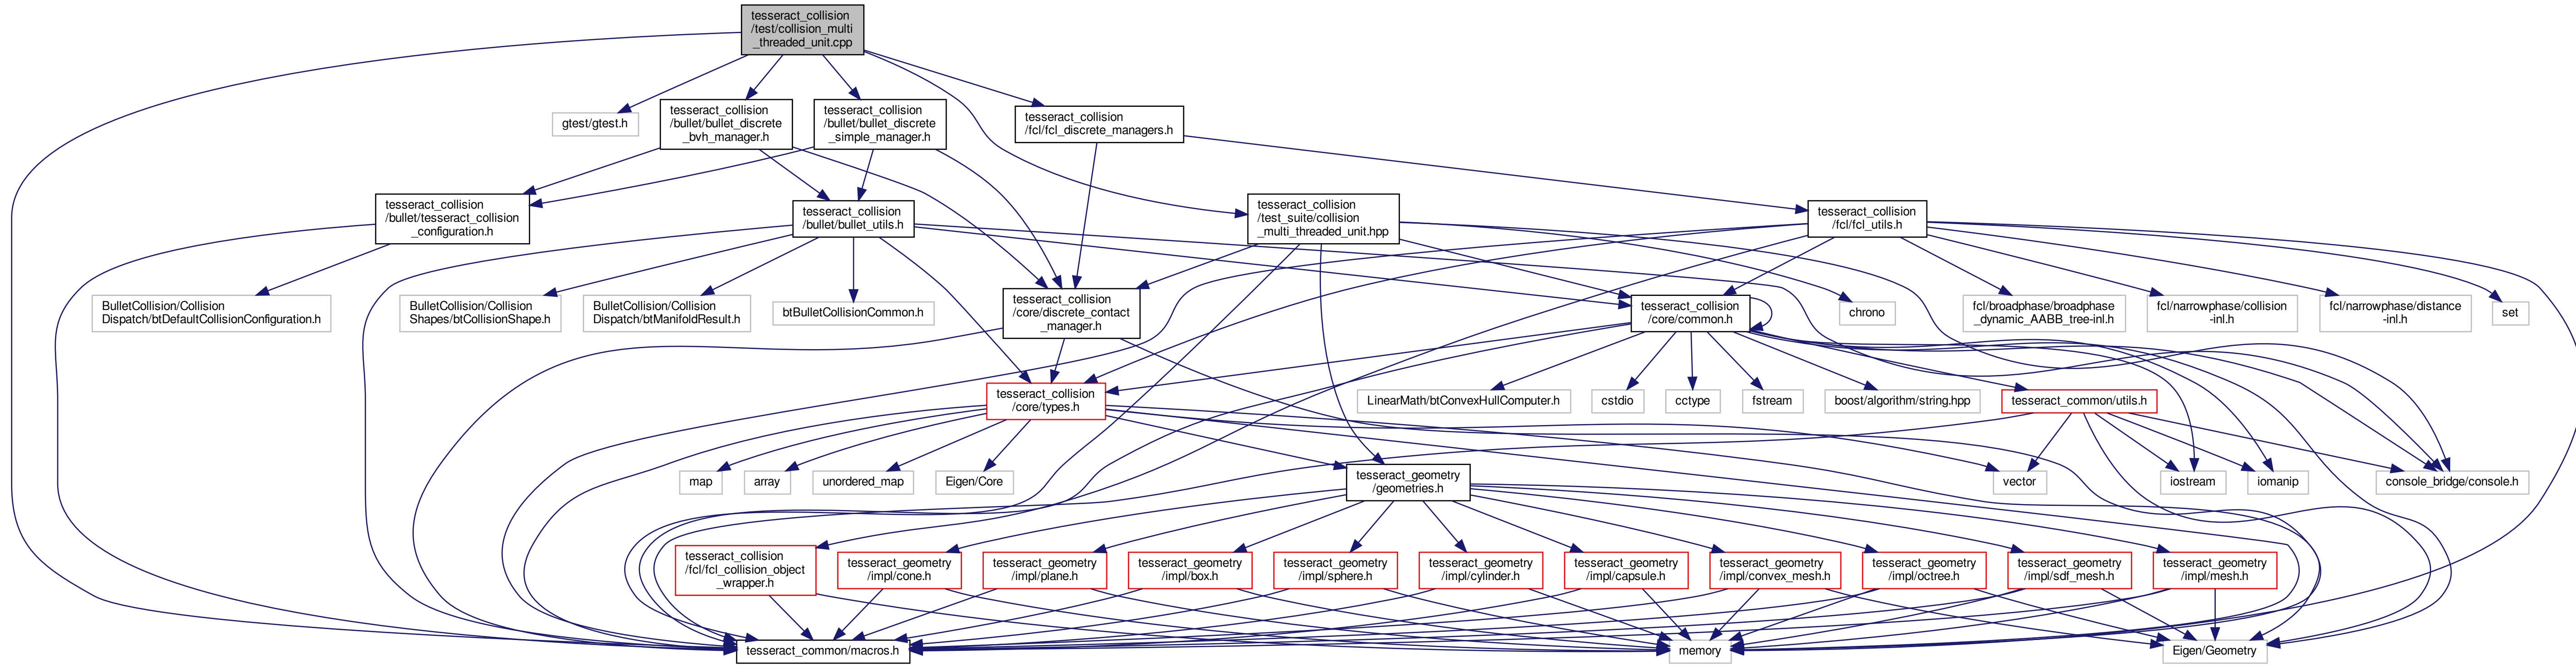 tesseract_collision
/test/collision_multi
_threaded_unit.cpp
gtest/gtest.h
tesseract_collision
/bullet/bullet_discrete
_bvh_manager.h
tesseract_collision
/bullet/bullet_discrete
_simple_manager.h
tesseract_collision
/fcl/fcl_discrete_managers.h
tesseract_collision
/bullet/tesseract_collision
_configuration.h
tesseract_collision
/bullet/bullet_utils.h
tesseract_collision
/test_suite/collision
_multi_threaded_unit.hpp
tesseract_collision
/fcl/fcl_utils.h
BulletCollision/Collision
Dispatch/btDefaultCollisionConfiguration.h
BulletCollision/Collision
Shapes/btCollisionShape.h
BulletCollision/Collision
Dispatch/btManifoldResult.h
btBulletCollisionCommon.h
tesseract_collision
/core/discrete_contact
_manager.h
tesseract_collision
/core/common.h
chrono
fcl/broadphase/broadphase
_dynamic_AABB_tree-inl.h
fcl/narrowphase/collision
-inl.h
fcl/narrowphase/distance
-inl.h
set
tesseract_collision
/core/types.h
LinearMath/btConvexHullComputer.h
cstdio
cctype
fstream
boost/algorithm/string.hpp
tesseract_common/utils.h
map
array
unordered_map
Eigen/Core
tesseract_geometry
/geometries.h
vector
iostream
iomanip
console_bridge/console.h
tesseract_collision
/fcl/fcl_collision_object
_wrapper.h
tesseract_geometry
/impl/cone.h
tesseract_geometry
/impl/plane.h
tesseract_geometry
/impl/box.h
tesseract_geometry
/impl/sphere.h
tesseract_geometry
/impl/cylinder.h
tesseract_geometry
/impl/capsule.h
tesseract_geometry
/impl/convex_mesh.h
tesseract_geometry
/impl/octree.h
tesseract_geometry
/impl/sdf_mesh.h
tesseract_geometry
/impl/mesh.h
tesseract_common/macros.h
memory
Eigen/Geometry